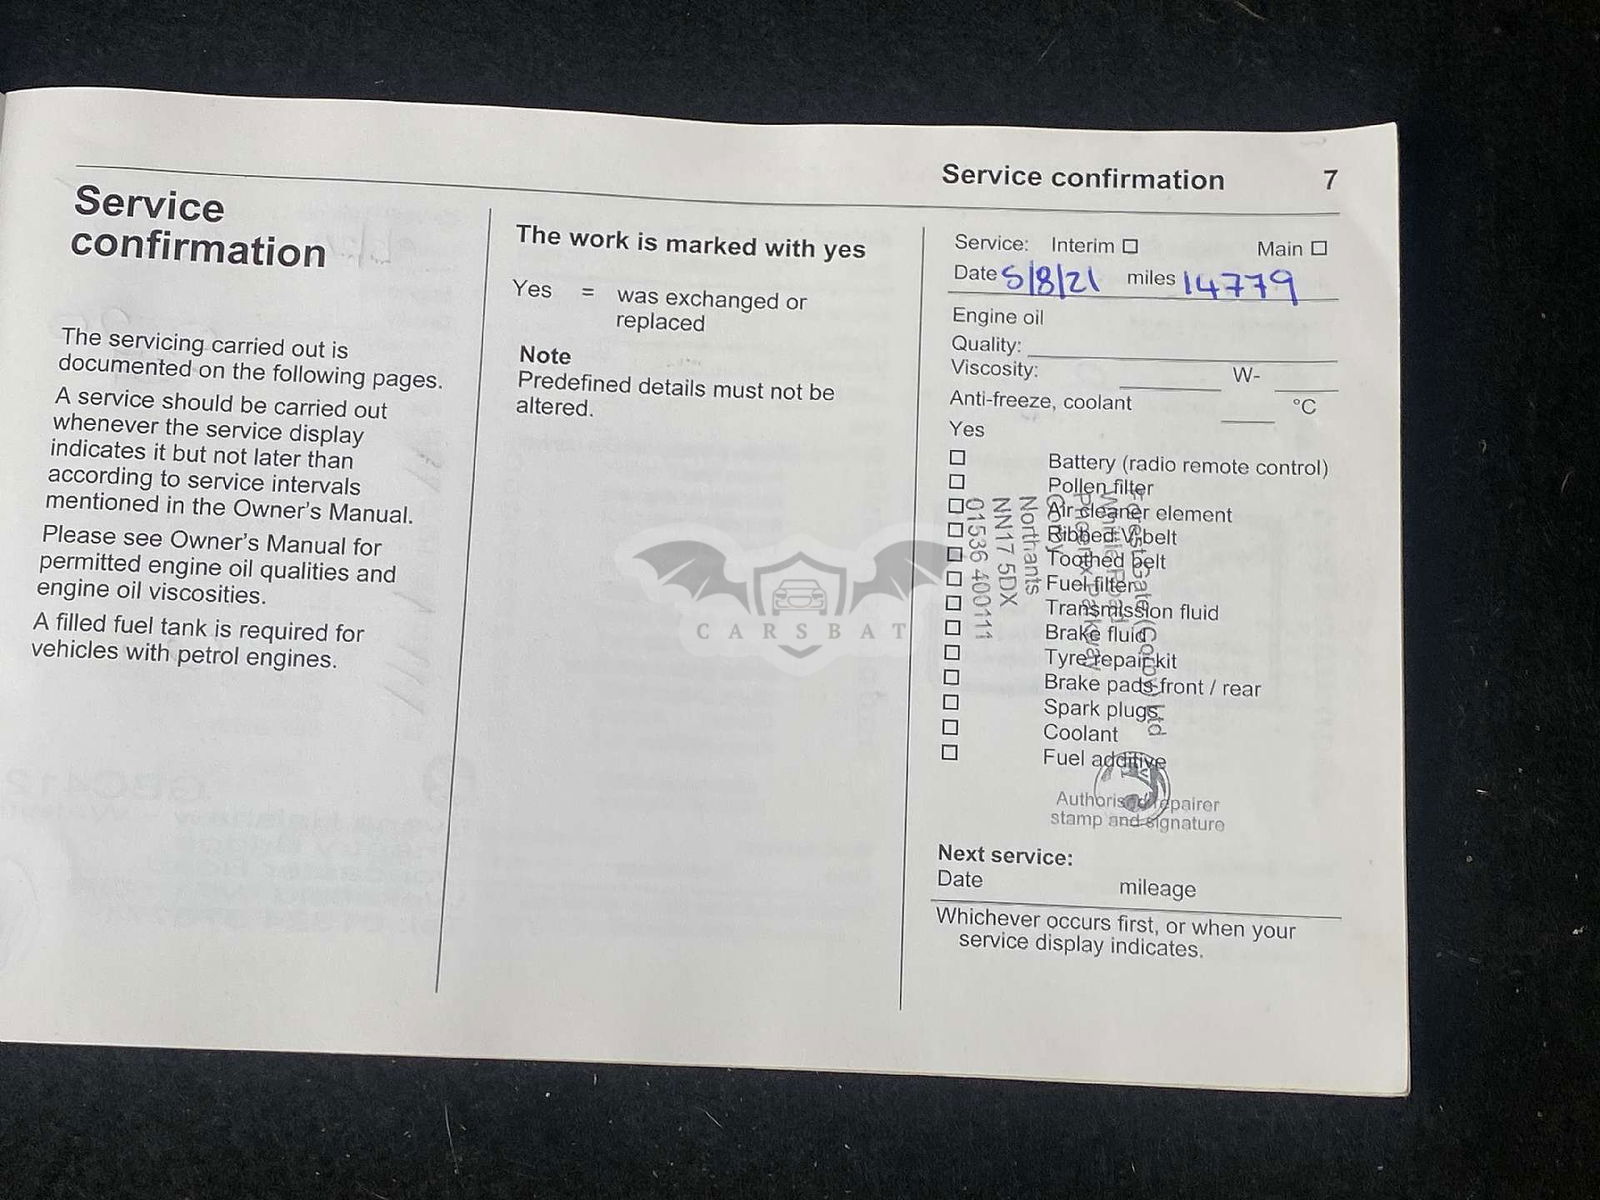 Service confirmation 7
Service
confirmation
The servicing carried out is
documented on the following pages.
A service should be carried out
whenever the service display
indicates it but not later than
according to service intervals
mentioned in the Owner's Manual.
Please see Owner's Manual for
permitted engine oil qualities and
engine oil viscosities.
A filled fuel tank is required for
vehicles with petrol engines.
The work is marked with yes
Yes = was exchanged or
replaced
Note
Predefined details must not be
altered.
Service: Interim ☐ Main ☐
Date 5/8/21 miles 14779
Engine oil
Quality:
Viscosity: W-
Anti-freeze, coolant °C
Yes
☐ Battery (radio remote control)
☐ Pollen filter
☐ Air cleaner element
☐ Ribbed V-belt
☐ Toothed belt
☐ Fuel filter
☐ Transmission fluid
☐ Brake fluid
☐ Tyre repair kit
☐ Brake pads front / rear
☐ Spark plugs
☐ Coolant
☐ Fuel additive
Authorised repairer
stamp and signature
Forest Gate (Corby) Ltd
Phoenix Parkway
Corby
Northants
NN17 5DX
01536 400111
Next service:
Date mileage
Whichever occurs first, or when your
service display indicates.
CARSBAT